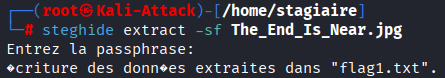 ┌──(root㉿Kali-Attack)-[/home/stagiaire]
└─# steghide extract -sf The_End_Is_Near.jpg
Entrez la passphrase:
�criture des donn�es extraites dans "flag1.txt".